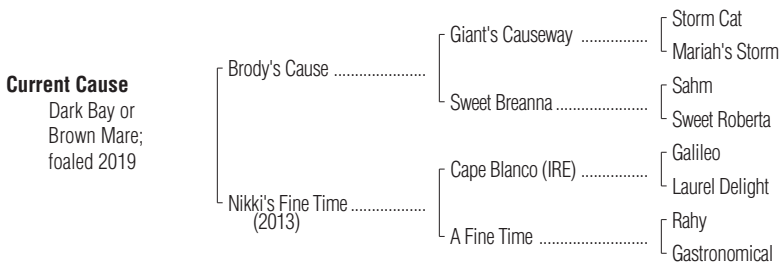 Storm Cat
Giant's Causeway ................
Mariah's Storm
Brody's Cause ......................
Sahm
Sweet Breanna ......................
Sweet Roberta
Current Cause
Dark Bay or
Brown Mare;
foaled 2019
Galileo
Cape Blanco (IRE) ................
Laurel Delight
Nikki's Fine Time ..................
(2013)
Rahy
A Fine Time ..........................
Gastronomical